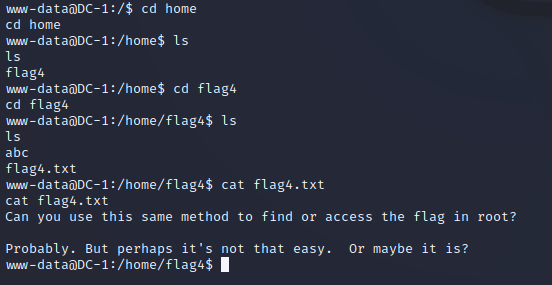 www-data@DC-1:/$ cd home
cd home
www-data@DC-1:/home$ ls
ls
flag4
www-data@DC-1:/home$ cd flag4
cd flag4
www-data@DC-1:/home/flag4$ ls
ls
abc
flag4.txt
www-data@DC-1:/home/flag4$ cat flag4.txt
cat flag4.txt
Can you use this same method to find or access the flag in root?

Probably. But perhaps it's not that easy.  Or maybe it is?
www-data@DC-1:/home/flag4$